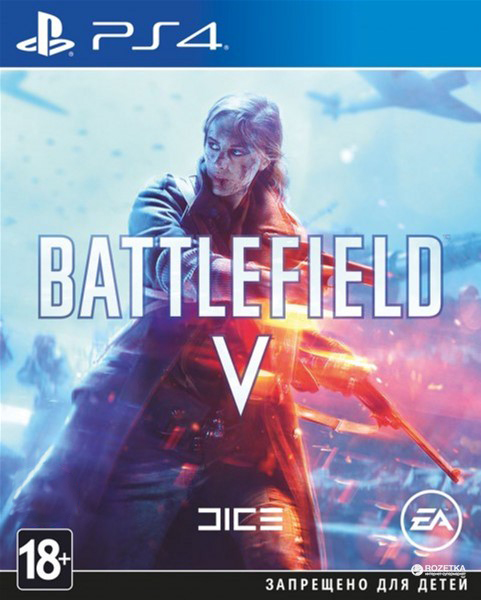 PS4
BATTLEFIELD
V
DICE
EA
18+
ROZETKA
ЗАПРЕЩЕНО ДЛЯ ДЕТЕЙ